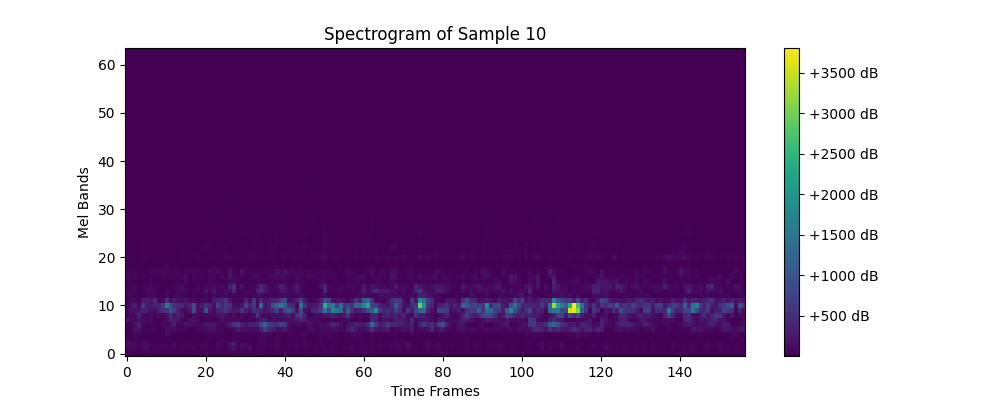 Spectrogram of Sample 10
Mel Bands
60
50
40
30
20
10
0
0 20 40 60 80 100 120 140
Time Frames
+3500 dB
+3000 dB
+2500 dB
+2000 dB
+1500 dB
+1000 dB
+500 dB